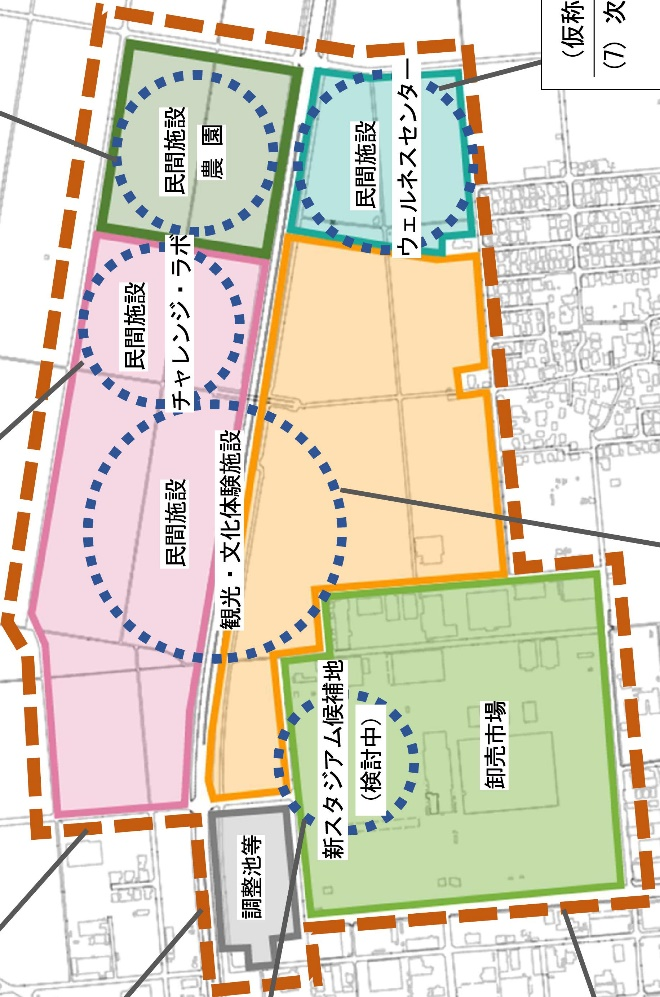 （仮称
（7）次
民間施設
農園
民間施設
ウェルネスセンター
民間施設
チャレンジ・ラボ
民間施設
観光・文化体験施設
新スタジアム候補地
（検討中）
卸売市場
調整池等